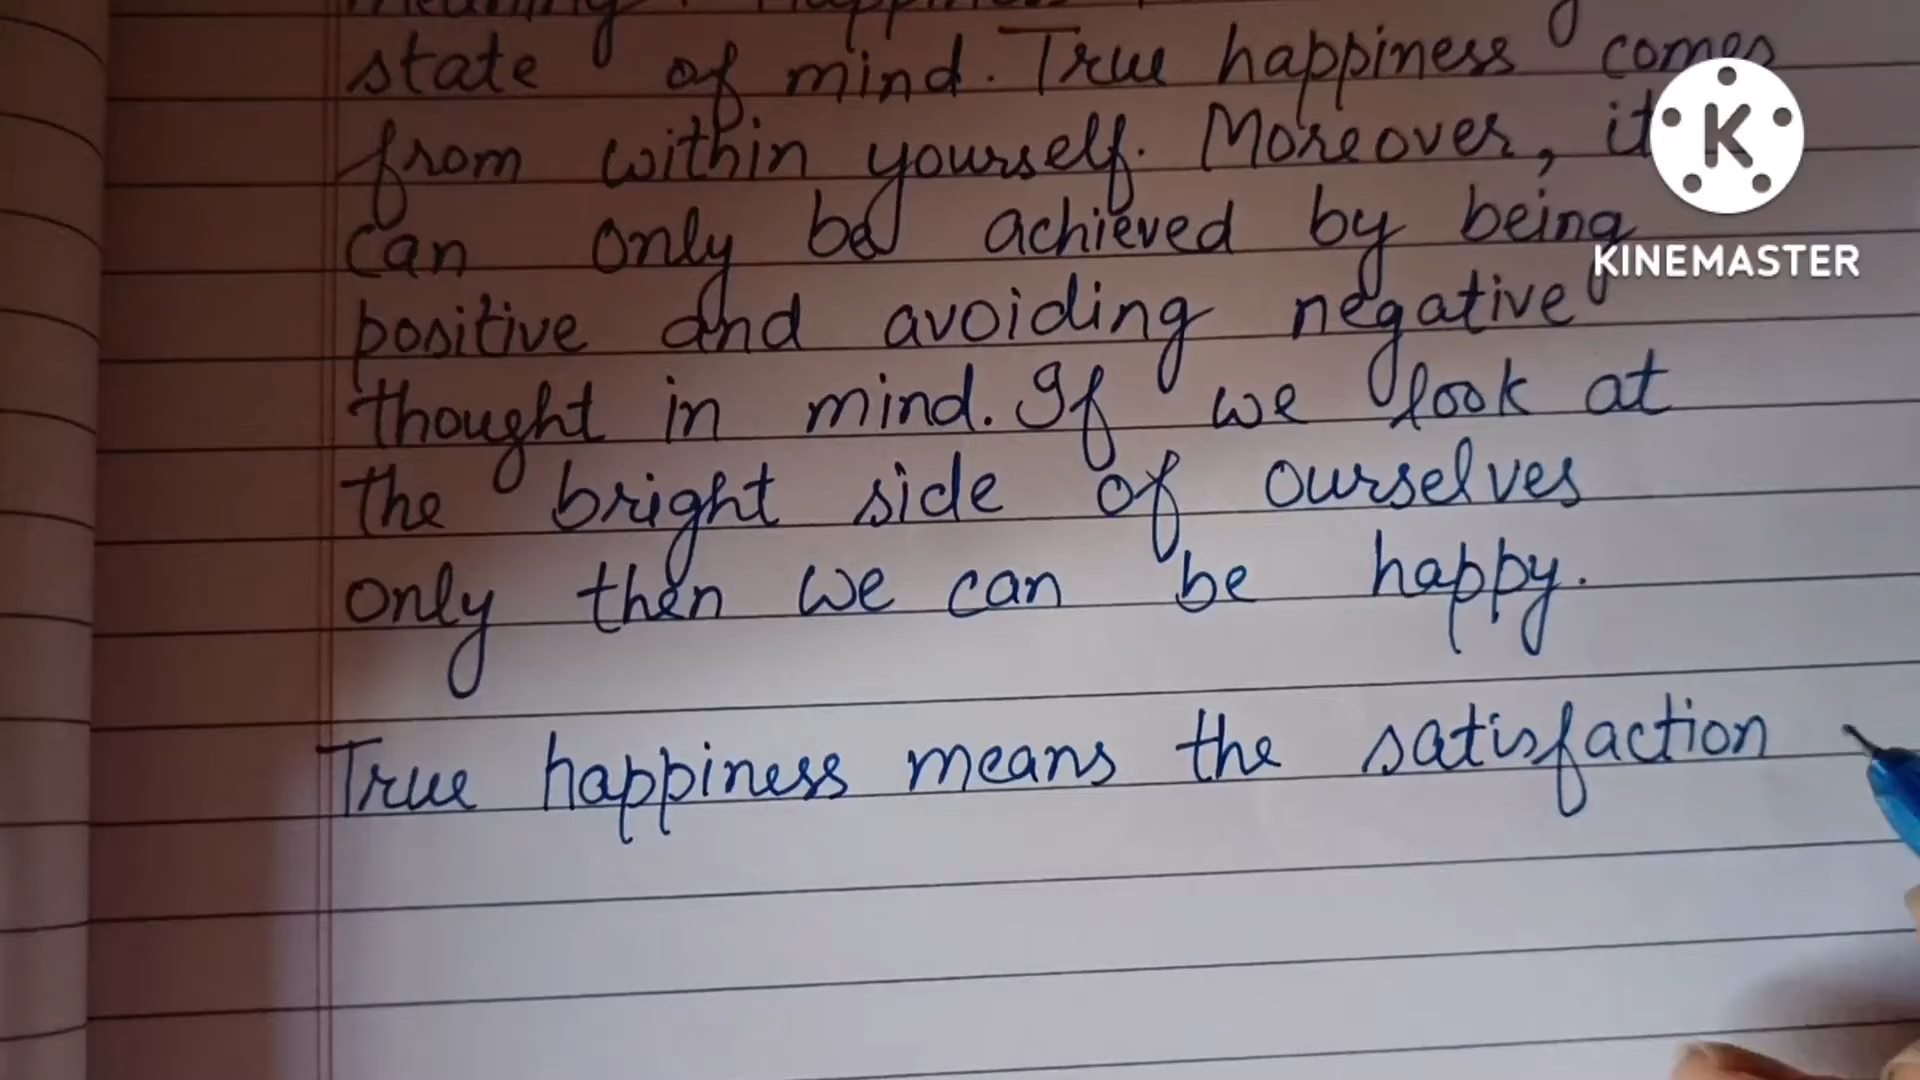 meaning. Happiness
state of mind. True happiness comes
from within yourself. Moreover, it
can only be achieved by being
positive and avoiding negative
thought in mind. If we look at
the bright side of ourselves
only then we can be happy.
True happiness means the satisfaction
K
KINEMASTER